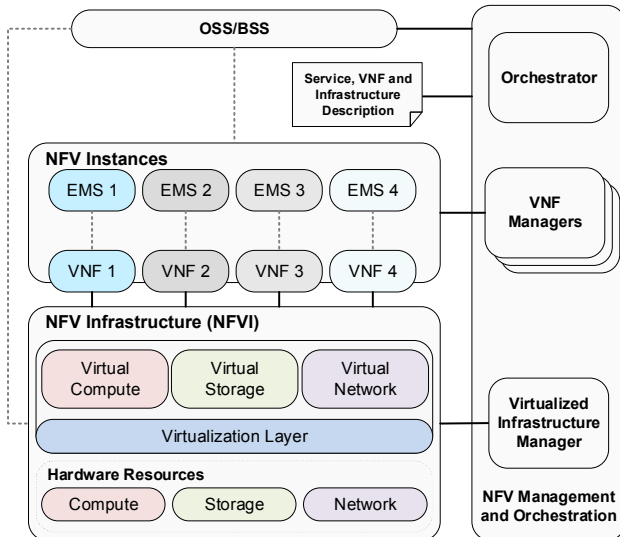 OSS/BSS
Orchestrator
Service, VNF and
Infrastructure
Description
NFV Instances
EMS 1
EMS 2
EMS 3
EMS 4
VNF
Managers
VNF 1
VNF 2
VNF 3
VNF 4
NFV Infrastructure (NFVI)
Virtual
Compute
Virtual
Storage
Virtual
Network
Virtualization Layer
Virtualized
Infrastructure
Manager
Hardware Resources
Compute
Storage
Network
NFV Management
and Orchestration